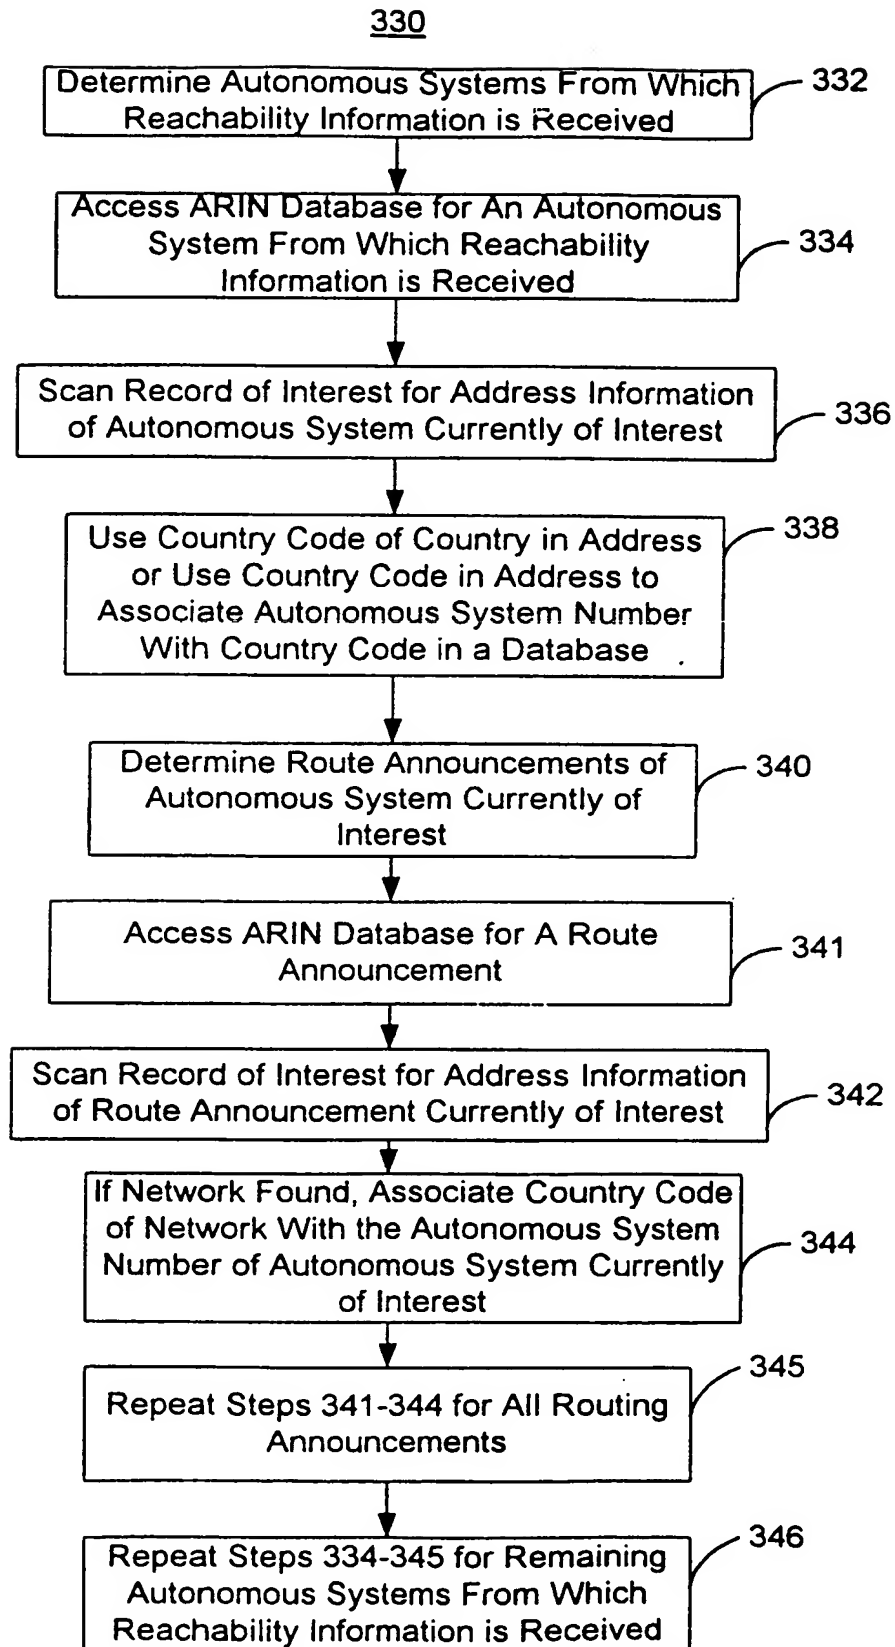 330
Determine Autonomous Systems From Which
Reachability Information is Received
332
Access ARIN Database for An Autonomous
System From Which Reachability
Information is Received
334
Scan Record of Interest for Address Information
of Autonomous System Currently of Interest
336
Use Country Code of Country in Address
or Use Country Code in Address to
Associate Autonomous System Number
With Country Code in a Database
338
Determine Route Announcements of
Autonomous System Currently of
Interest
340
Access ARIN Database for A Route
Announcement
341
Scan Record of Interest for Address Information
of Route Announcement Currently of Interest
342
If Network Found, Associate Country Code
of Network With the Autonomous System
Number of Autonomous System Currently
of Interest
344
Repeat Steps 341-344 for All Routing
Announcements
345
Repeat Steps 334-345 for Remaining
Autonomous Systems From Which
Reachability Information is Received
346